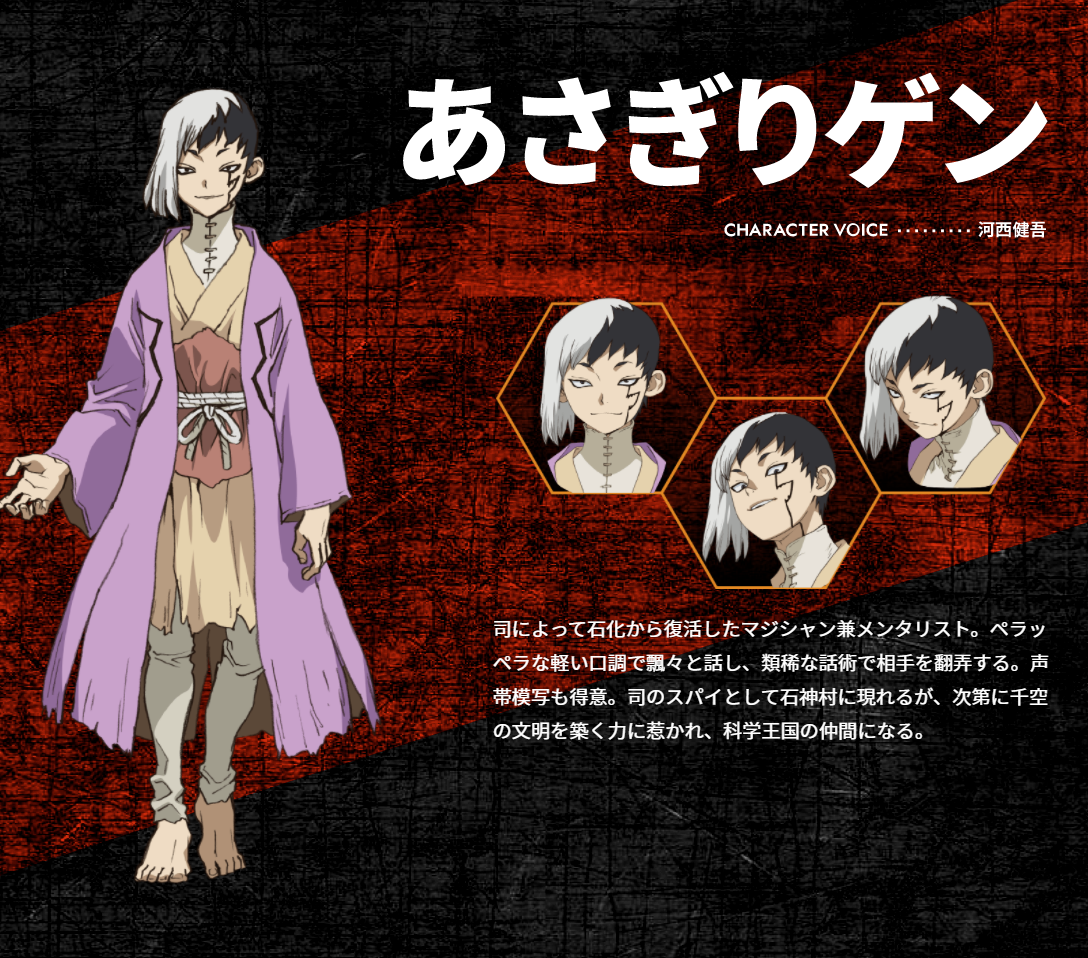 あさぎりゲン
CHARACTER VOICE ········· 河西健吾
司によって石化から復活したマジシャン兼メンタリスト。ペラッ
ペラな軽い口調で飄々と話し、類稀な話術で相手を翻弄する。声
帯模写も得意。司のスパイとして石神村に現れるが、次第に千空
の文明を築く力に惹かれ、科学王国の仲間になる。